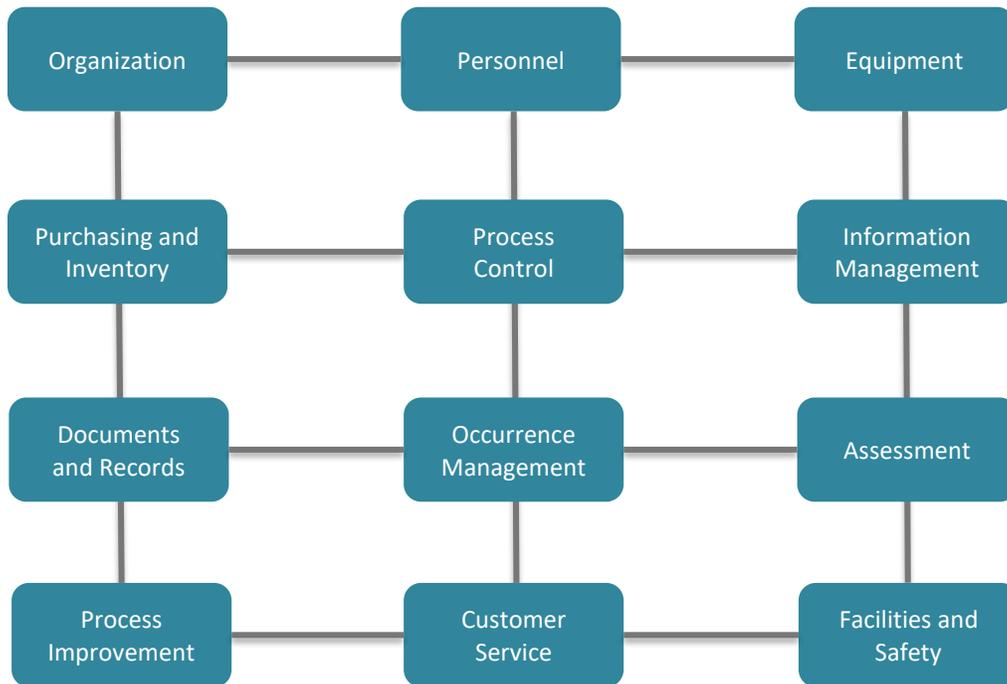 Organization
Personnel
Equipment
Purchasing and
Inventory
Process
Control
Information
Management
Documents
and Records
Occurrence
Management
Assessment
Process
Improvement
Customer
Service
Facilities and
Safety